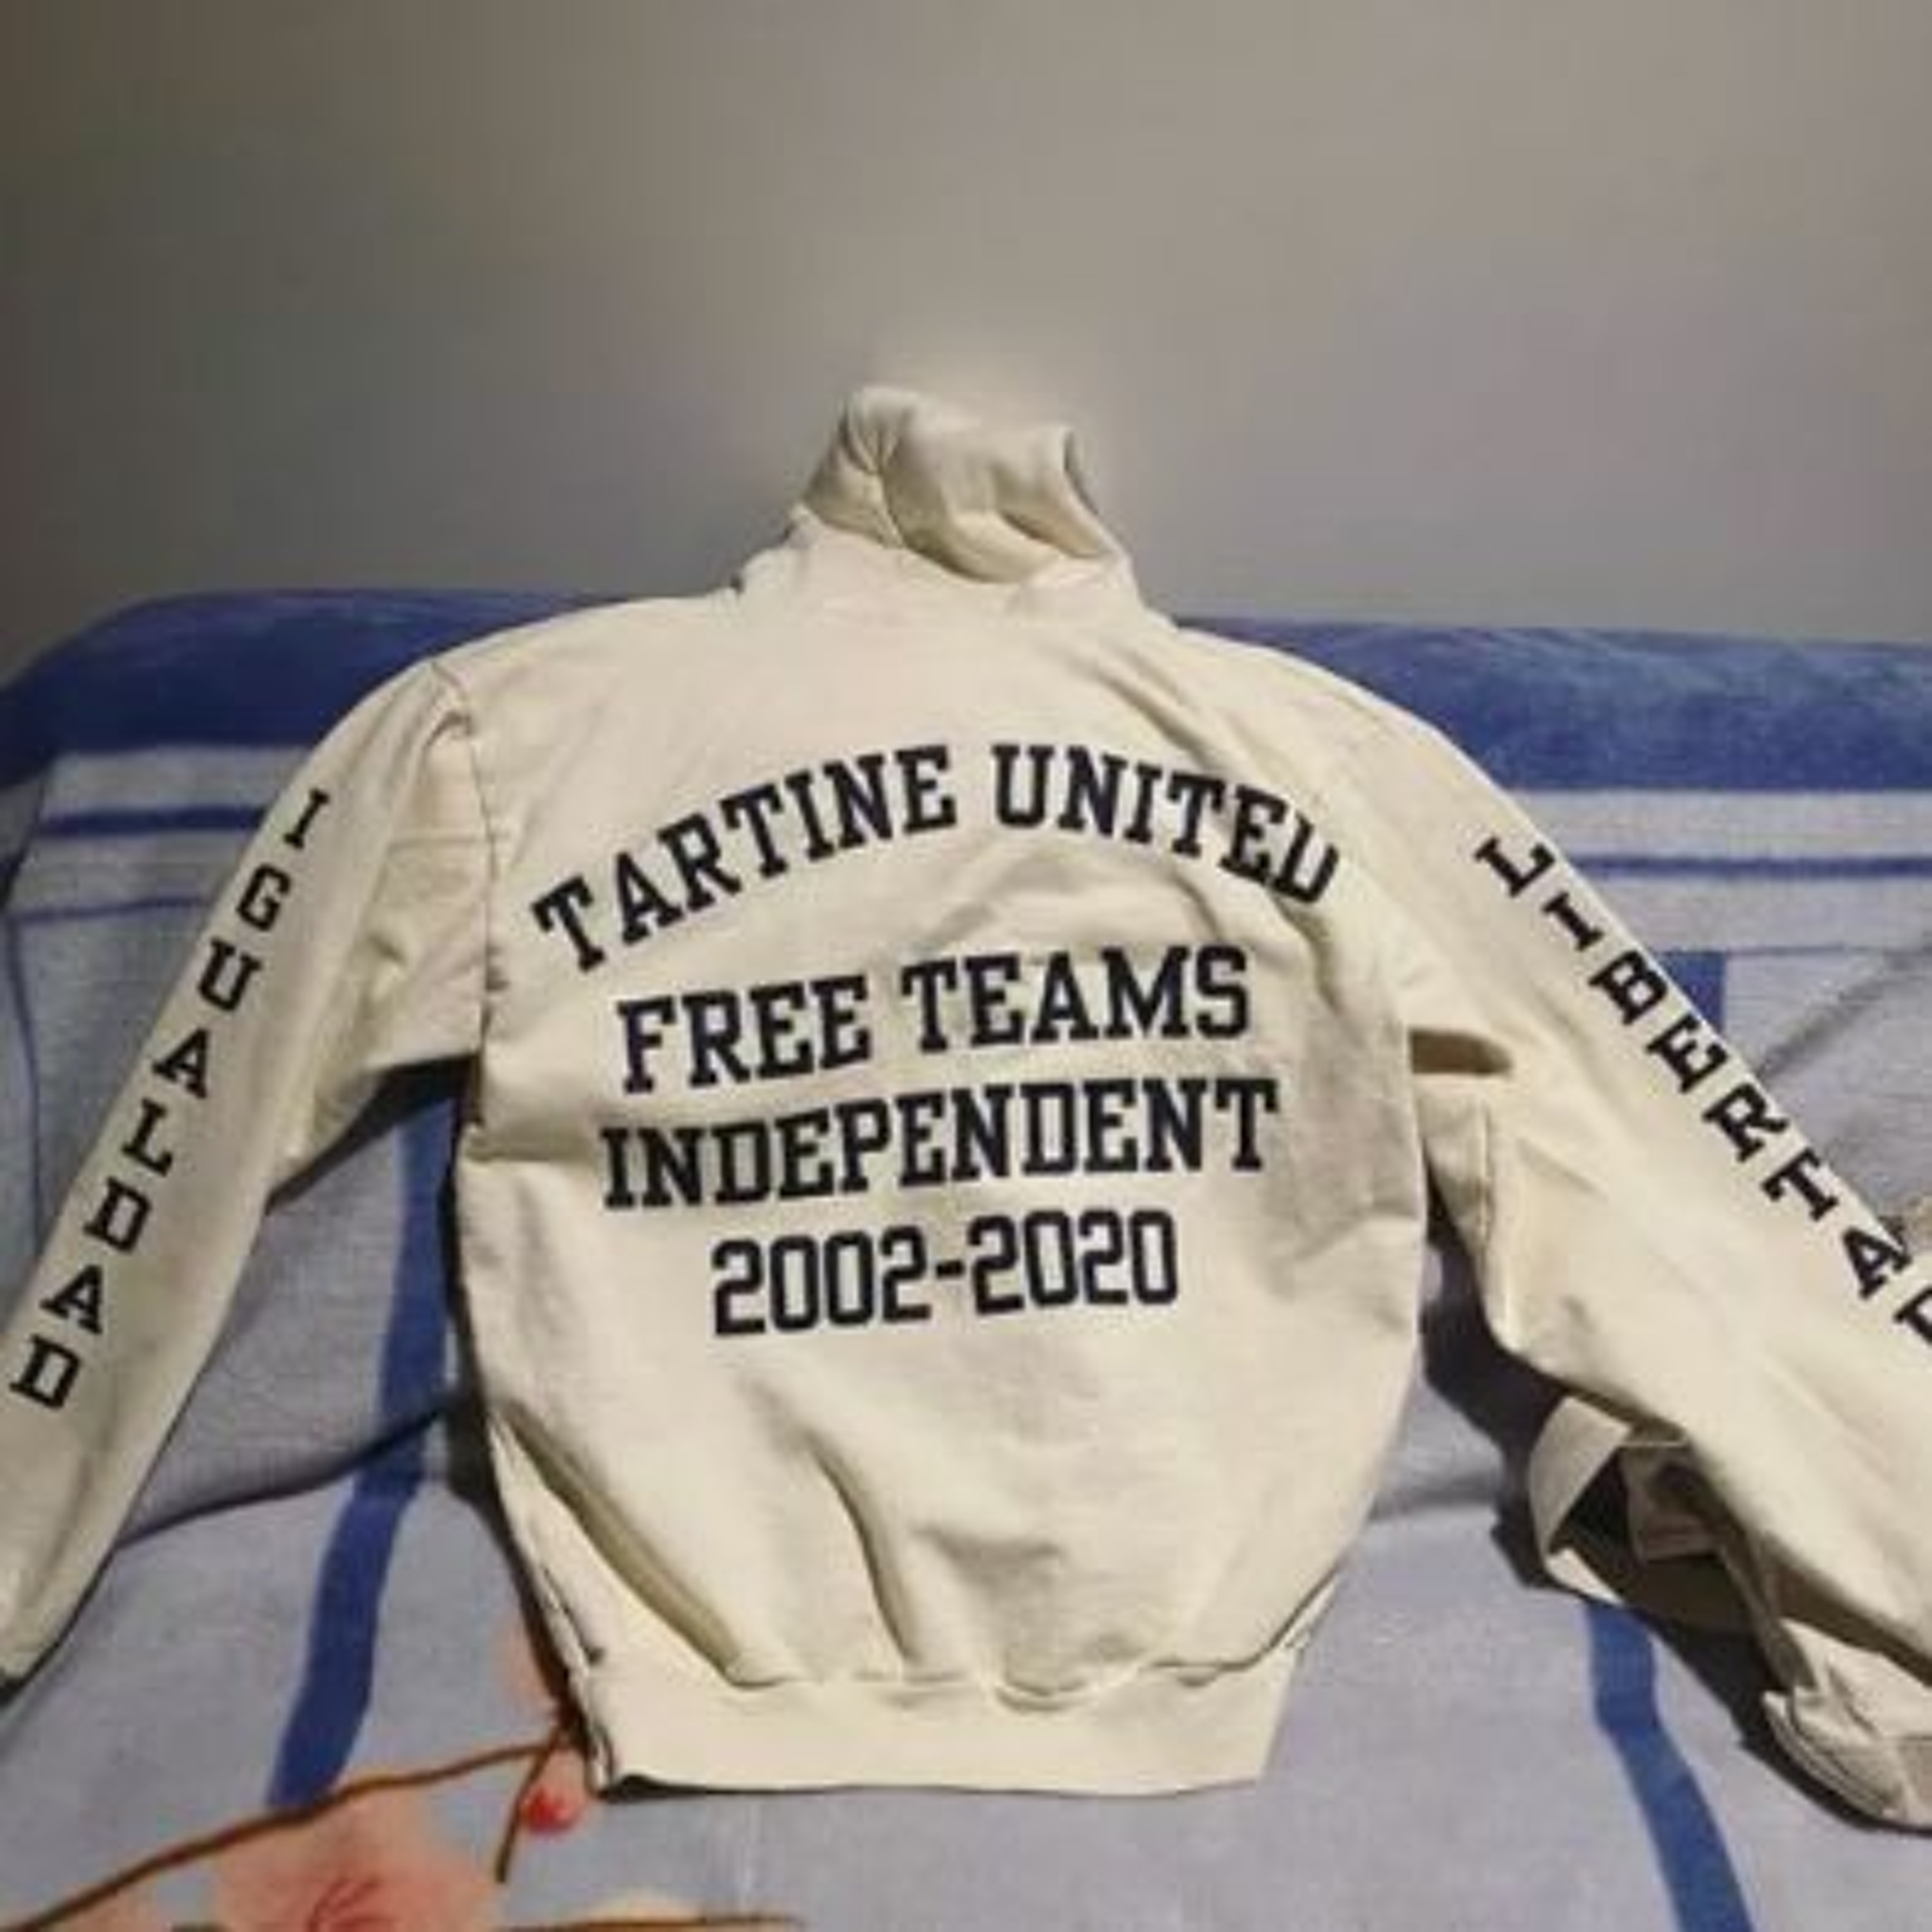 TARTINE UNITED
FREE TEAMS
INDEPENDENT
2002-2020
IGUALDAD
LIBERTAD